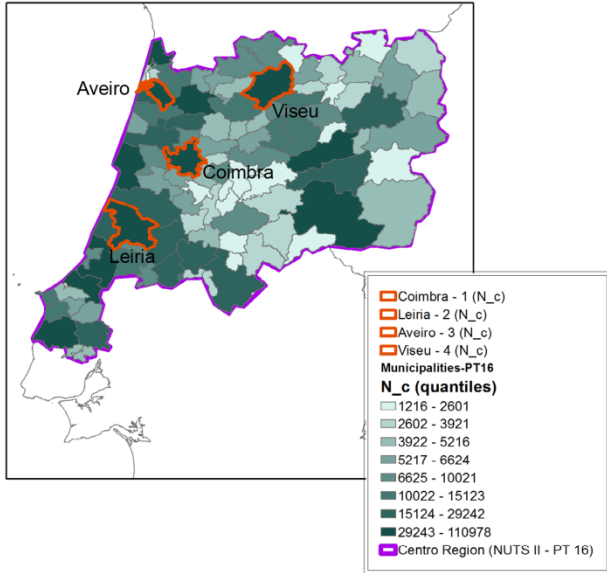 Aveiro
Viseu
Coimbra
Leiria
Coimbra - 1 (N_c)
Leiria - 2 (N_c)
Aveiro - 3 (N_c)
Viseu - 4 (N_c)
Municipalities-PT16
N_c (quantiles)
1216 - 2601
2602 - 3921
3922 - 5216
5217 - 6624
6625 - 10021
10022 - 15123
15124 - 29242
29243 - 110978
Centro Region (NUTS II - PT 16)